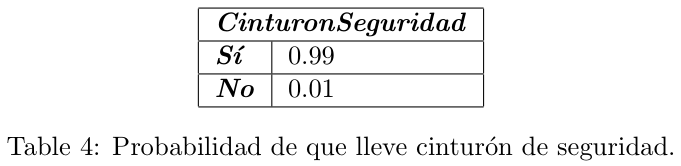 CinturonSeguridad
Sí 0.99
No 0.01
Table 4: Probabilidad de que lleve cinturón de seguridad.